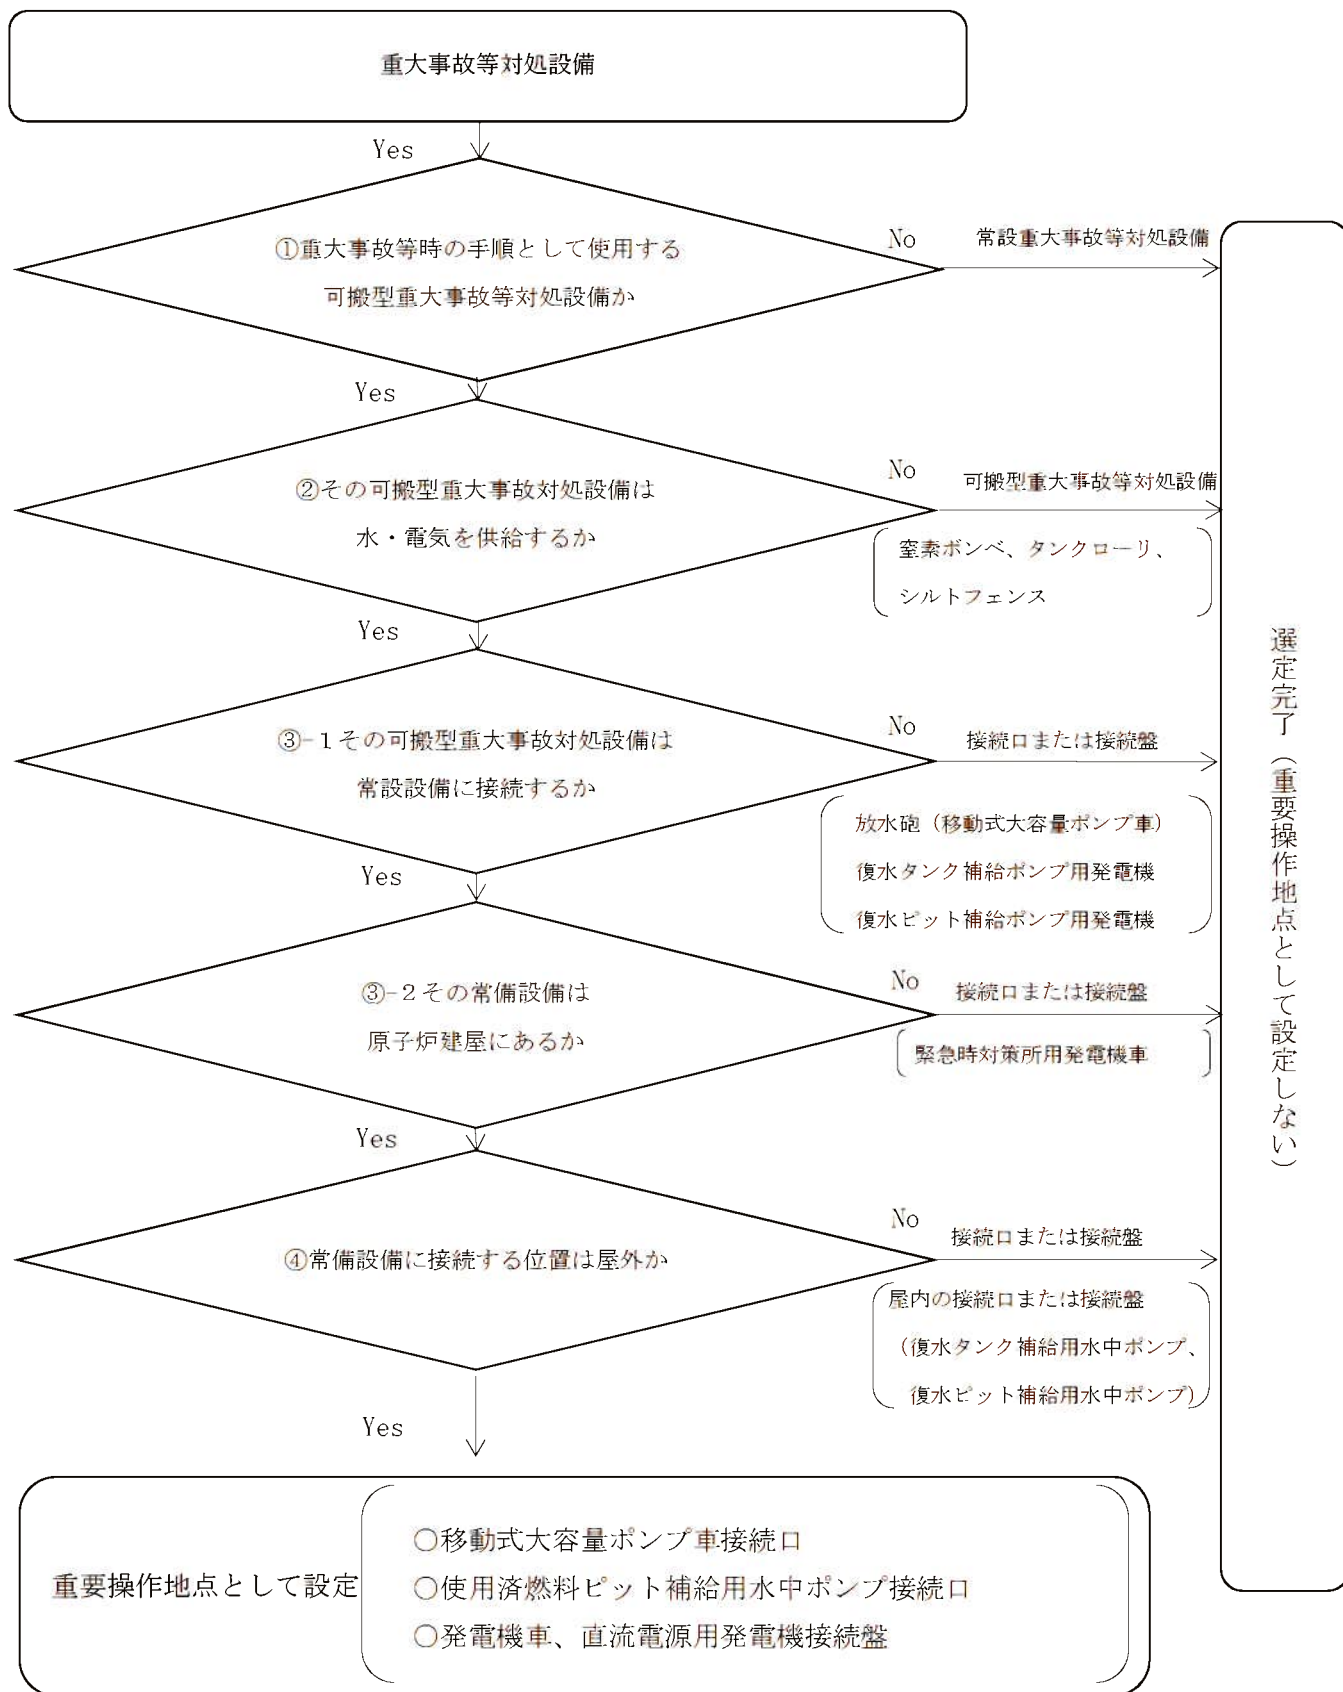 重大事故等対処設備
Yes
①重大事故等時の手順として使用する
可搬型重大事故等対処設備か
No
常設重大事故等対処設備
Yes
②その可搬型重大事故対処設備は
水・電気を供給するか
No
可搬型重大事故等対処設備
窒素ボンベ、タンクローリ、
シルトフェンス
Yes
③-1その可搬型重大事故対処設備は
常設設備に接続するか
No
接続口または接続盤
放水砲（移動式大容量ポンプ車）
復水タンク補給ポンプ用発電機
復水ピット補給ポンプ用発電機
Yes
③-2その常備設備は
原子炉建屋にあるか
No
接続口または接続盤
緊急時対策所用発電機車
Yes
④常備設備に接続する位置は屋外か
No
接続口または接続盤
屋内の接続口または接続盤
（復水タンク補給用水中ポンプ、
復水ピット補給用水中ポンプ）
Yes
選定完了（重要操作地点として設定しない）
重要操作地点として設定
○移動式大容量ポンプ車接続口
○使用済燃料ピット補給用水中ポンプ接続口
○発電機車、直流電源用発電機接続盤